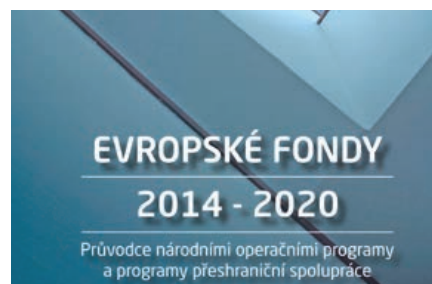 EVROPSKÉ FONDY
2014 - 2020
Průvodce národními operačními programy
a programy přeshraniční spolupráce